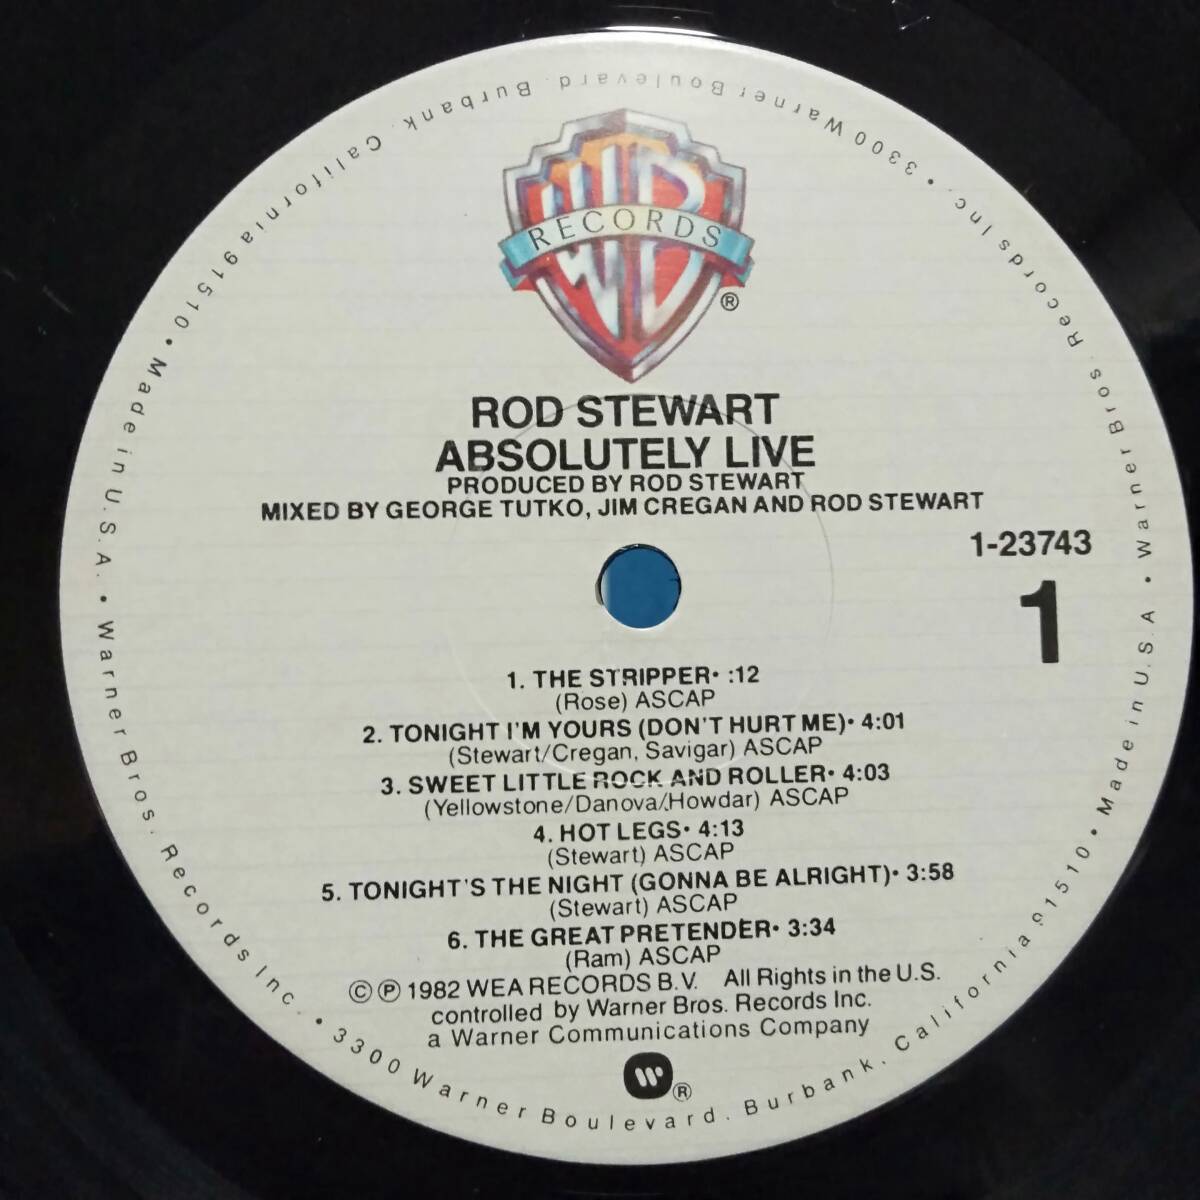 WB
RECORDS
®
ROD STEWART
ABSOLUTELY LIVE
PRODUCED BY ROD STEWART
MIXED BY GEORGE TUTKO, JIM CREGAN AND ROD STEWART
1-23743
1
1. THE STRIPPER• :12
(Rose) ASCAP
2. TONIGHT I'M YOURS (DON'T HURT ME)• 4:01
(Stewart/Cregan, Savigar) ASCAP
3. SWEET LITTLE ROCK AND ROLLER• 4:03
(Yellowstone/Danova/Howdar) ASCAP
4. HOT LEGS• 4:13
(Stewart) ASCAP
5. TONIGHT'S THE NIGHT (GONNA BE ALRIGHT)• 3:58
(Stewart) ASCAP
6. THE GREAT PRETENDER• 3:34
(Ram) ASCAP
©℗ 1982 WEA RECORDS B.V. All Rights in the U.S.
controlled by Warner Bros. Records Inc.
a Warner Communications Company
®
Warner Bros. Records Inc. • 3300 Warner Boulevard. Burbank. California 91510 • Made in U.S.A. • Warner Bros. Records Inc. • 3300 Warner Boulevard. Burbank. California 91510 • Made in U.S.A •